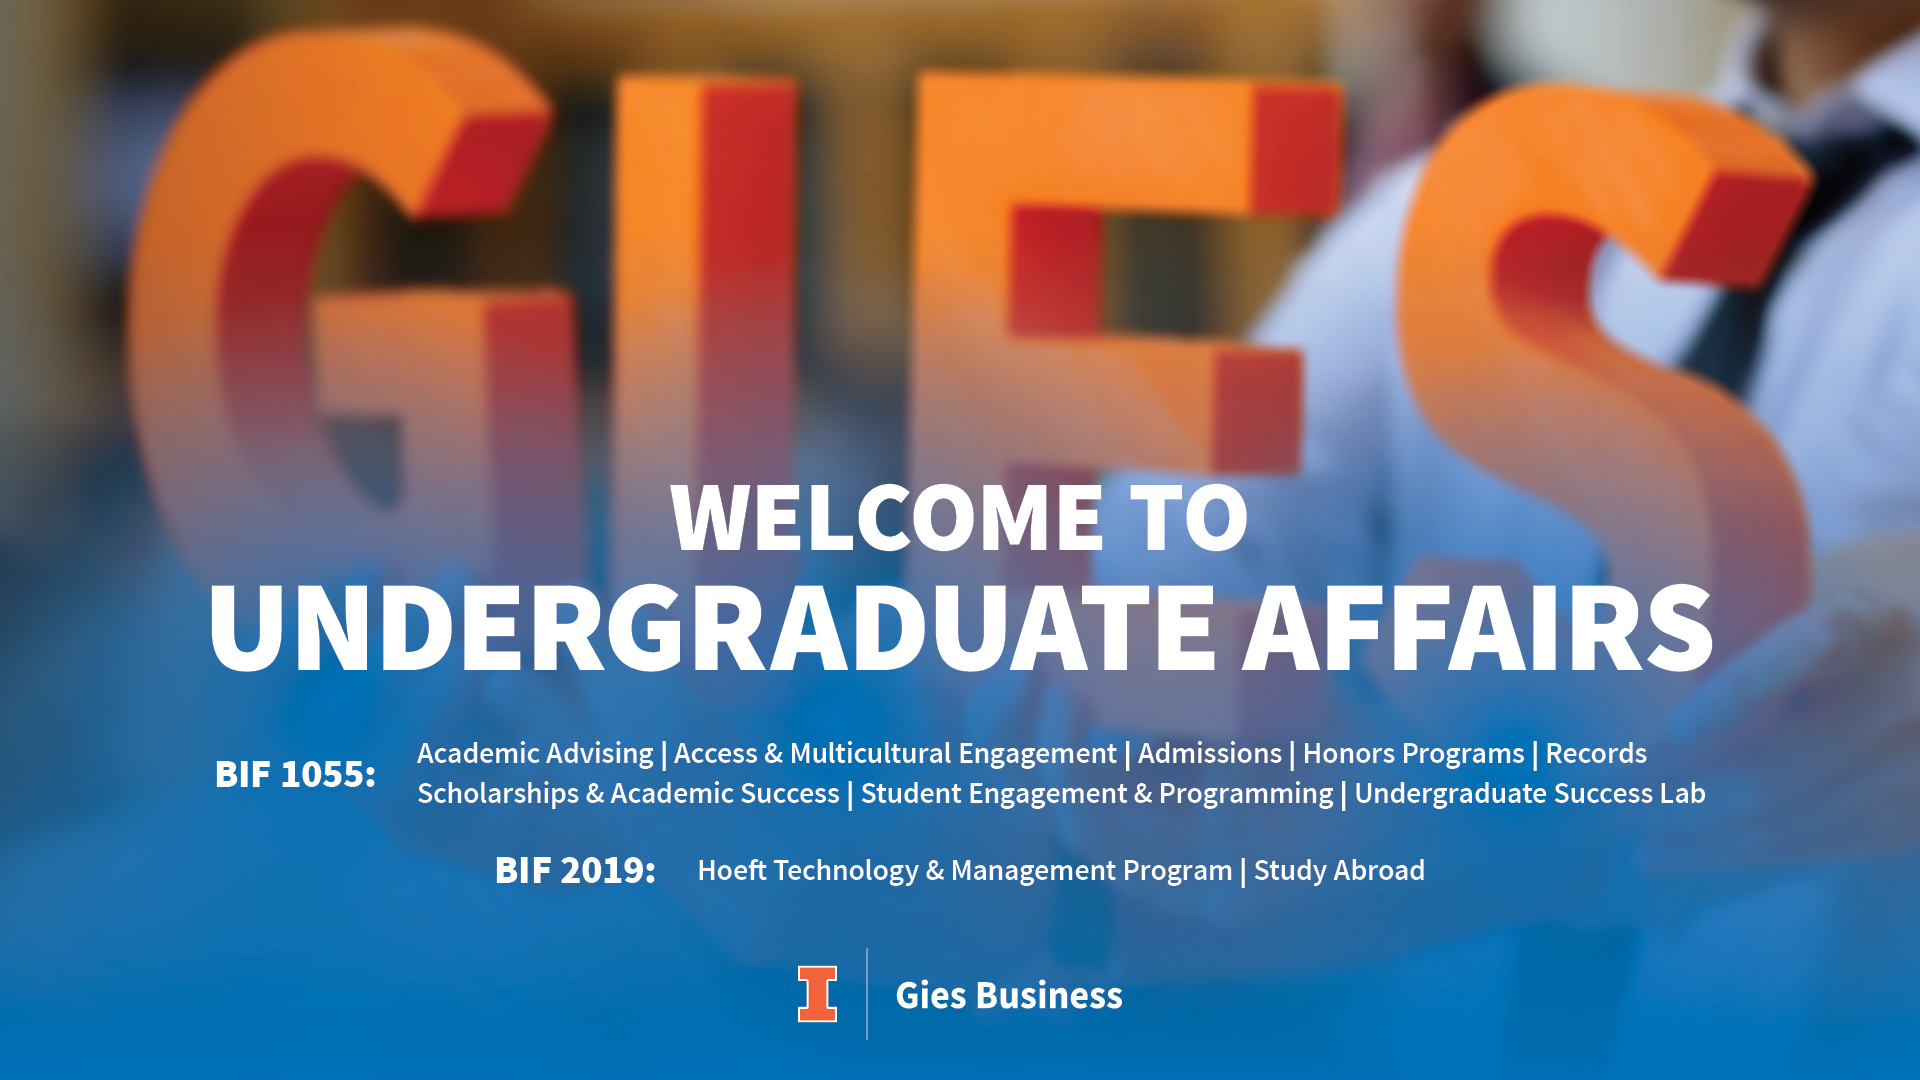 GIES
WELCOME TO
UNDERGRADUATE AFFAIRS
BIF 1055:
Academic Advising | Access & Multicultural Engagement | Admissions | Honors Programs | Records
Scholarships & Academic Success | Student Engagement & Programming | Undergraduate Success Lab
BIF 2019:
Hoeft Technology & Management Program | Study Abroad
I
Gies Business